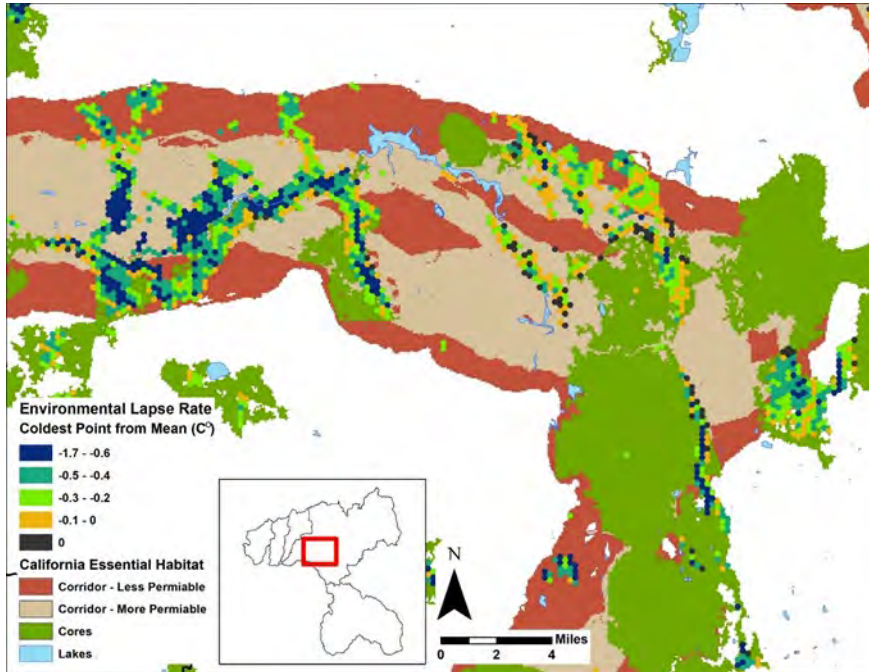 Environmental Lapse Rate
Coldest Point from Mean (C⁰)
-1.7 - -0.6
-0.5 - -0.4
-0.3 - -0.2
-0.1 - 0
0
California Essential Habitat
Corridor - Less Permiable
Corridor - More Permiable
Cores
Lakes
N
Miles
0 2 4